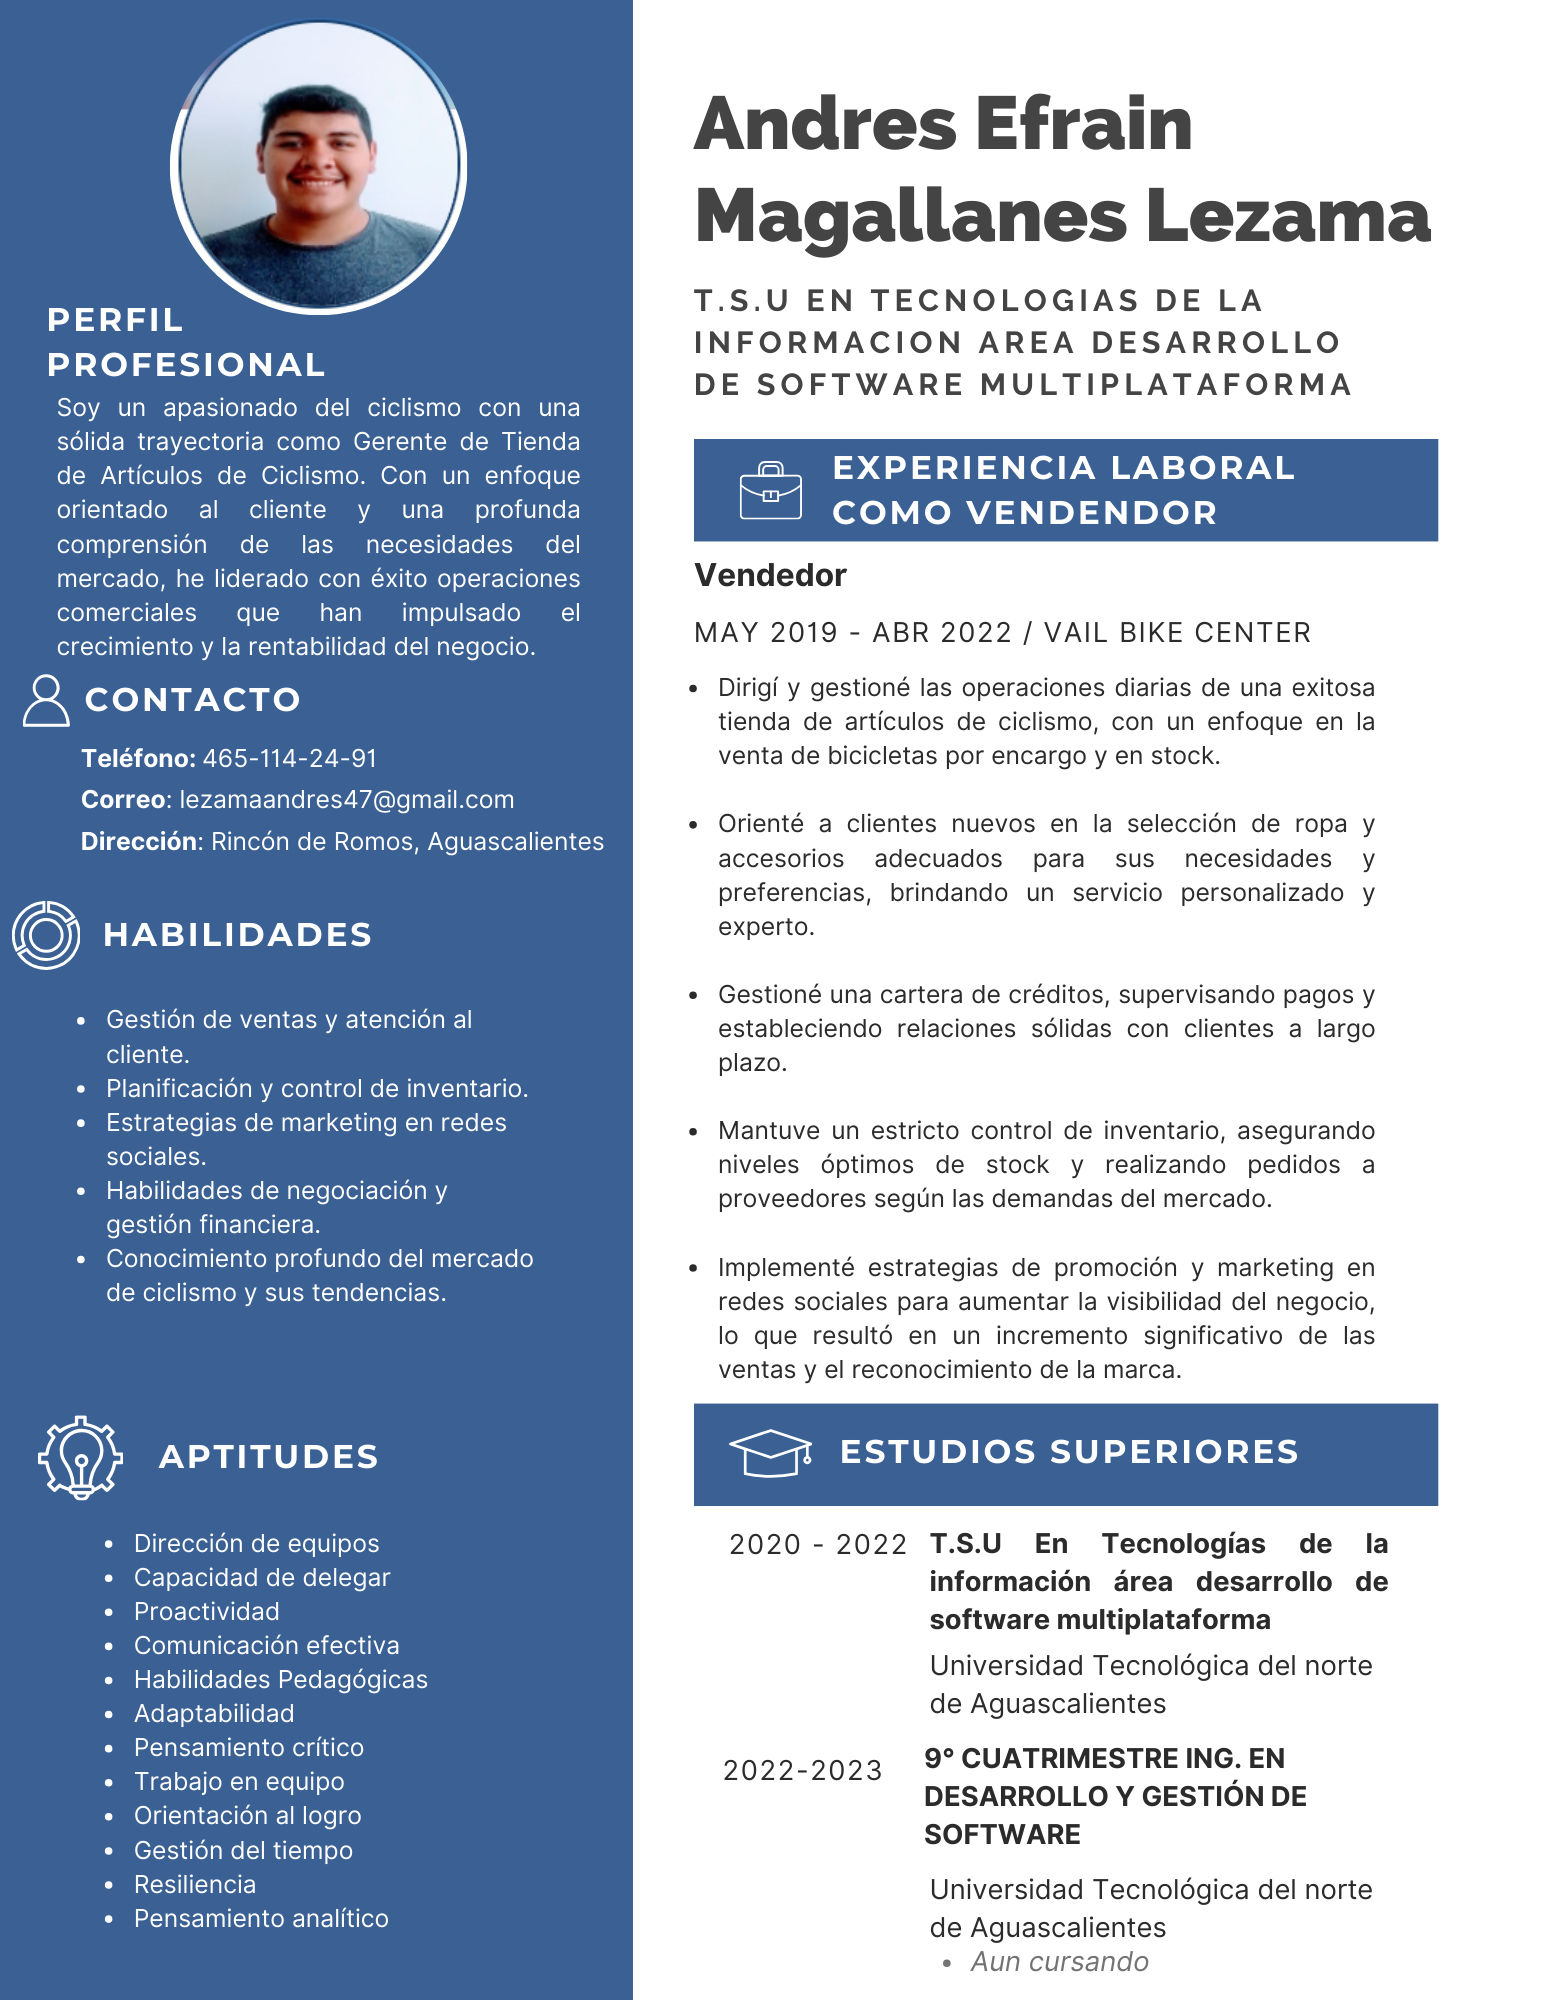 PERFIL
PROFESIONAL
Soy un apasionado del ciclismo con una
sólida trayectoria como Gerente de Tienda
de Artículos de Ciclismo. Con un enfoque
orientado al cliente y una profunda
comprensión de las necesidades del
mercado, he liderado con éxito operaciones
comerciales que han impulsado el
crecimiento y la rentabilidad del negocio.
CONTACTO
Teléfono: 465-114-24-91
Correo: lezamaandres47@gmail.com
Dirección: Rincón de Romos, Aguascalientes
HABILIDADES
• Gestión de ventas y atención al
cliente.
• Planificación y control de inventario.
• Estrategias de marketing en redes
sociales.
• Habilidades de negociación y
gestión financiera.
• Conocimiento profundo del mercado
de ciclismo y sus tendencias.
APTITUDES
• Dirección de equipos
• Capacidad de delegar
• Proactividad
• Comunicación efectiva
• Habilidades Pedagógicas
• Adaptabilidad
• Pensamiento crítico
• Trabajo en equipo
• Orientación al logro
• Gestión del tiempo
• Resiliencia
• Pensamiento analítico
Andres Efrain
Magallanes Lezama
T.S.U EN TECNOLOGIAS DE LA
INFORMACION AREA DESARROLLO
DE SOFTWARE MULTIPLATAFORMA
EXPERIENCIA LABORAL
COMO VENDENDOR
Vendedor
MAY 2019 - ABR 2022 / VAIL BIKE CENTER
• Dirigí y gestioné las operaciones diarias de una exitosa
tienda de artículos de ciclismo, con un enfoque en la
venta de bicicletas por encargo y en stock.
• Orienté a clientes nuevos en la selección de ropa y
accesorios adecuados para sus necesidades y
preferencias, brindando un servicio personalizado y
experto.
• Gestioné una cartera de créditos, supervisando pagos y
estableciendo relaciones sólidas con clientes a largo
plazo.
• Mantuve un estricto control de inventario, asegurando
niveles óptimos de stock y realizando pedidos a
proveedores según las demandas del mercado.
• Implementé estrategias de promoción y marketing en
redes sociales para aumentar la visibilidad del negocio,
lo que resultó en un incremento significativo de las
ventas y el reconocimiento de la marca.
ESTUDIOS SUPERIORES
2020 - 2022 T.S.U En Tecnologías de la
información área desarrollo de
software multiplataforma
Universidad Tecnológica del norte
de Aguascalientes
2022-2023 9° CUATRIMESTRE ING. EN
DESARROLLO Y GESTIÓN DE
SOFTWARE
Universidad Tecnológica del norte
de Aguascalientes
• Aun cursando